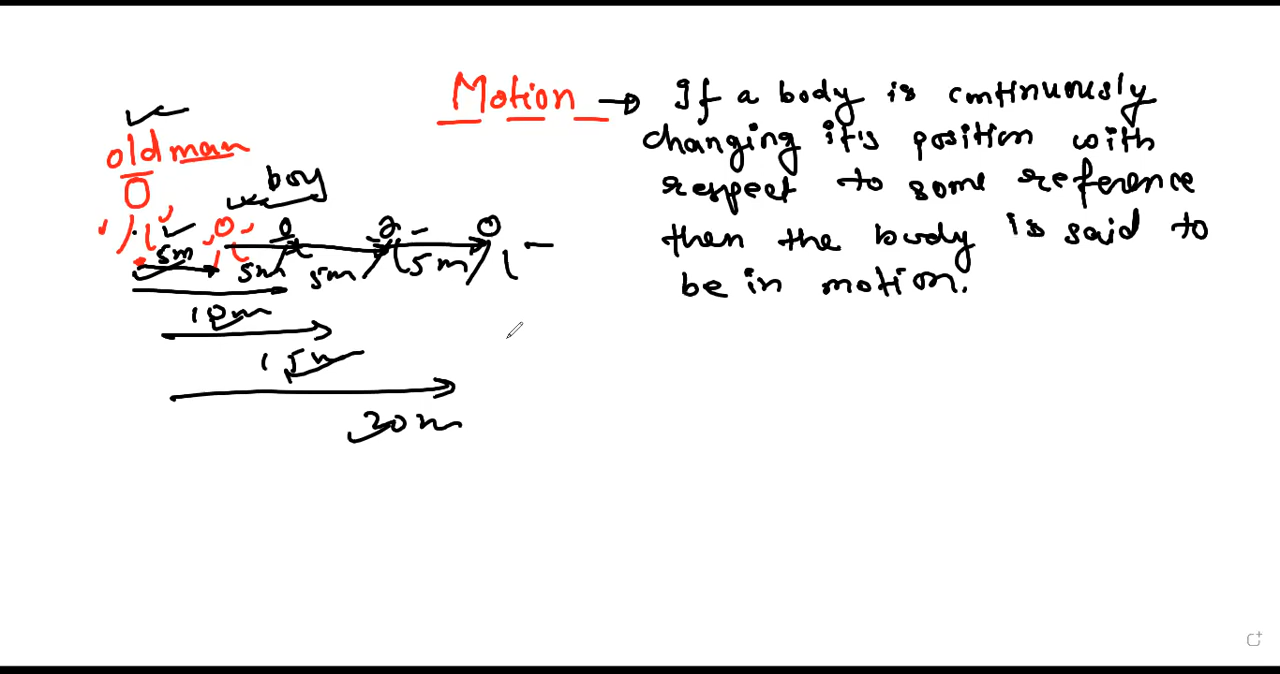 Motion → If a body is continuously
changing it's position with
respect to some reference
then the body is said to
be in motion.
old man
boy
5m
5m
5m
5m
10m
15m
20m